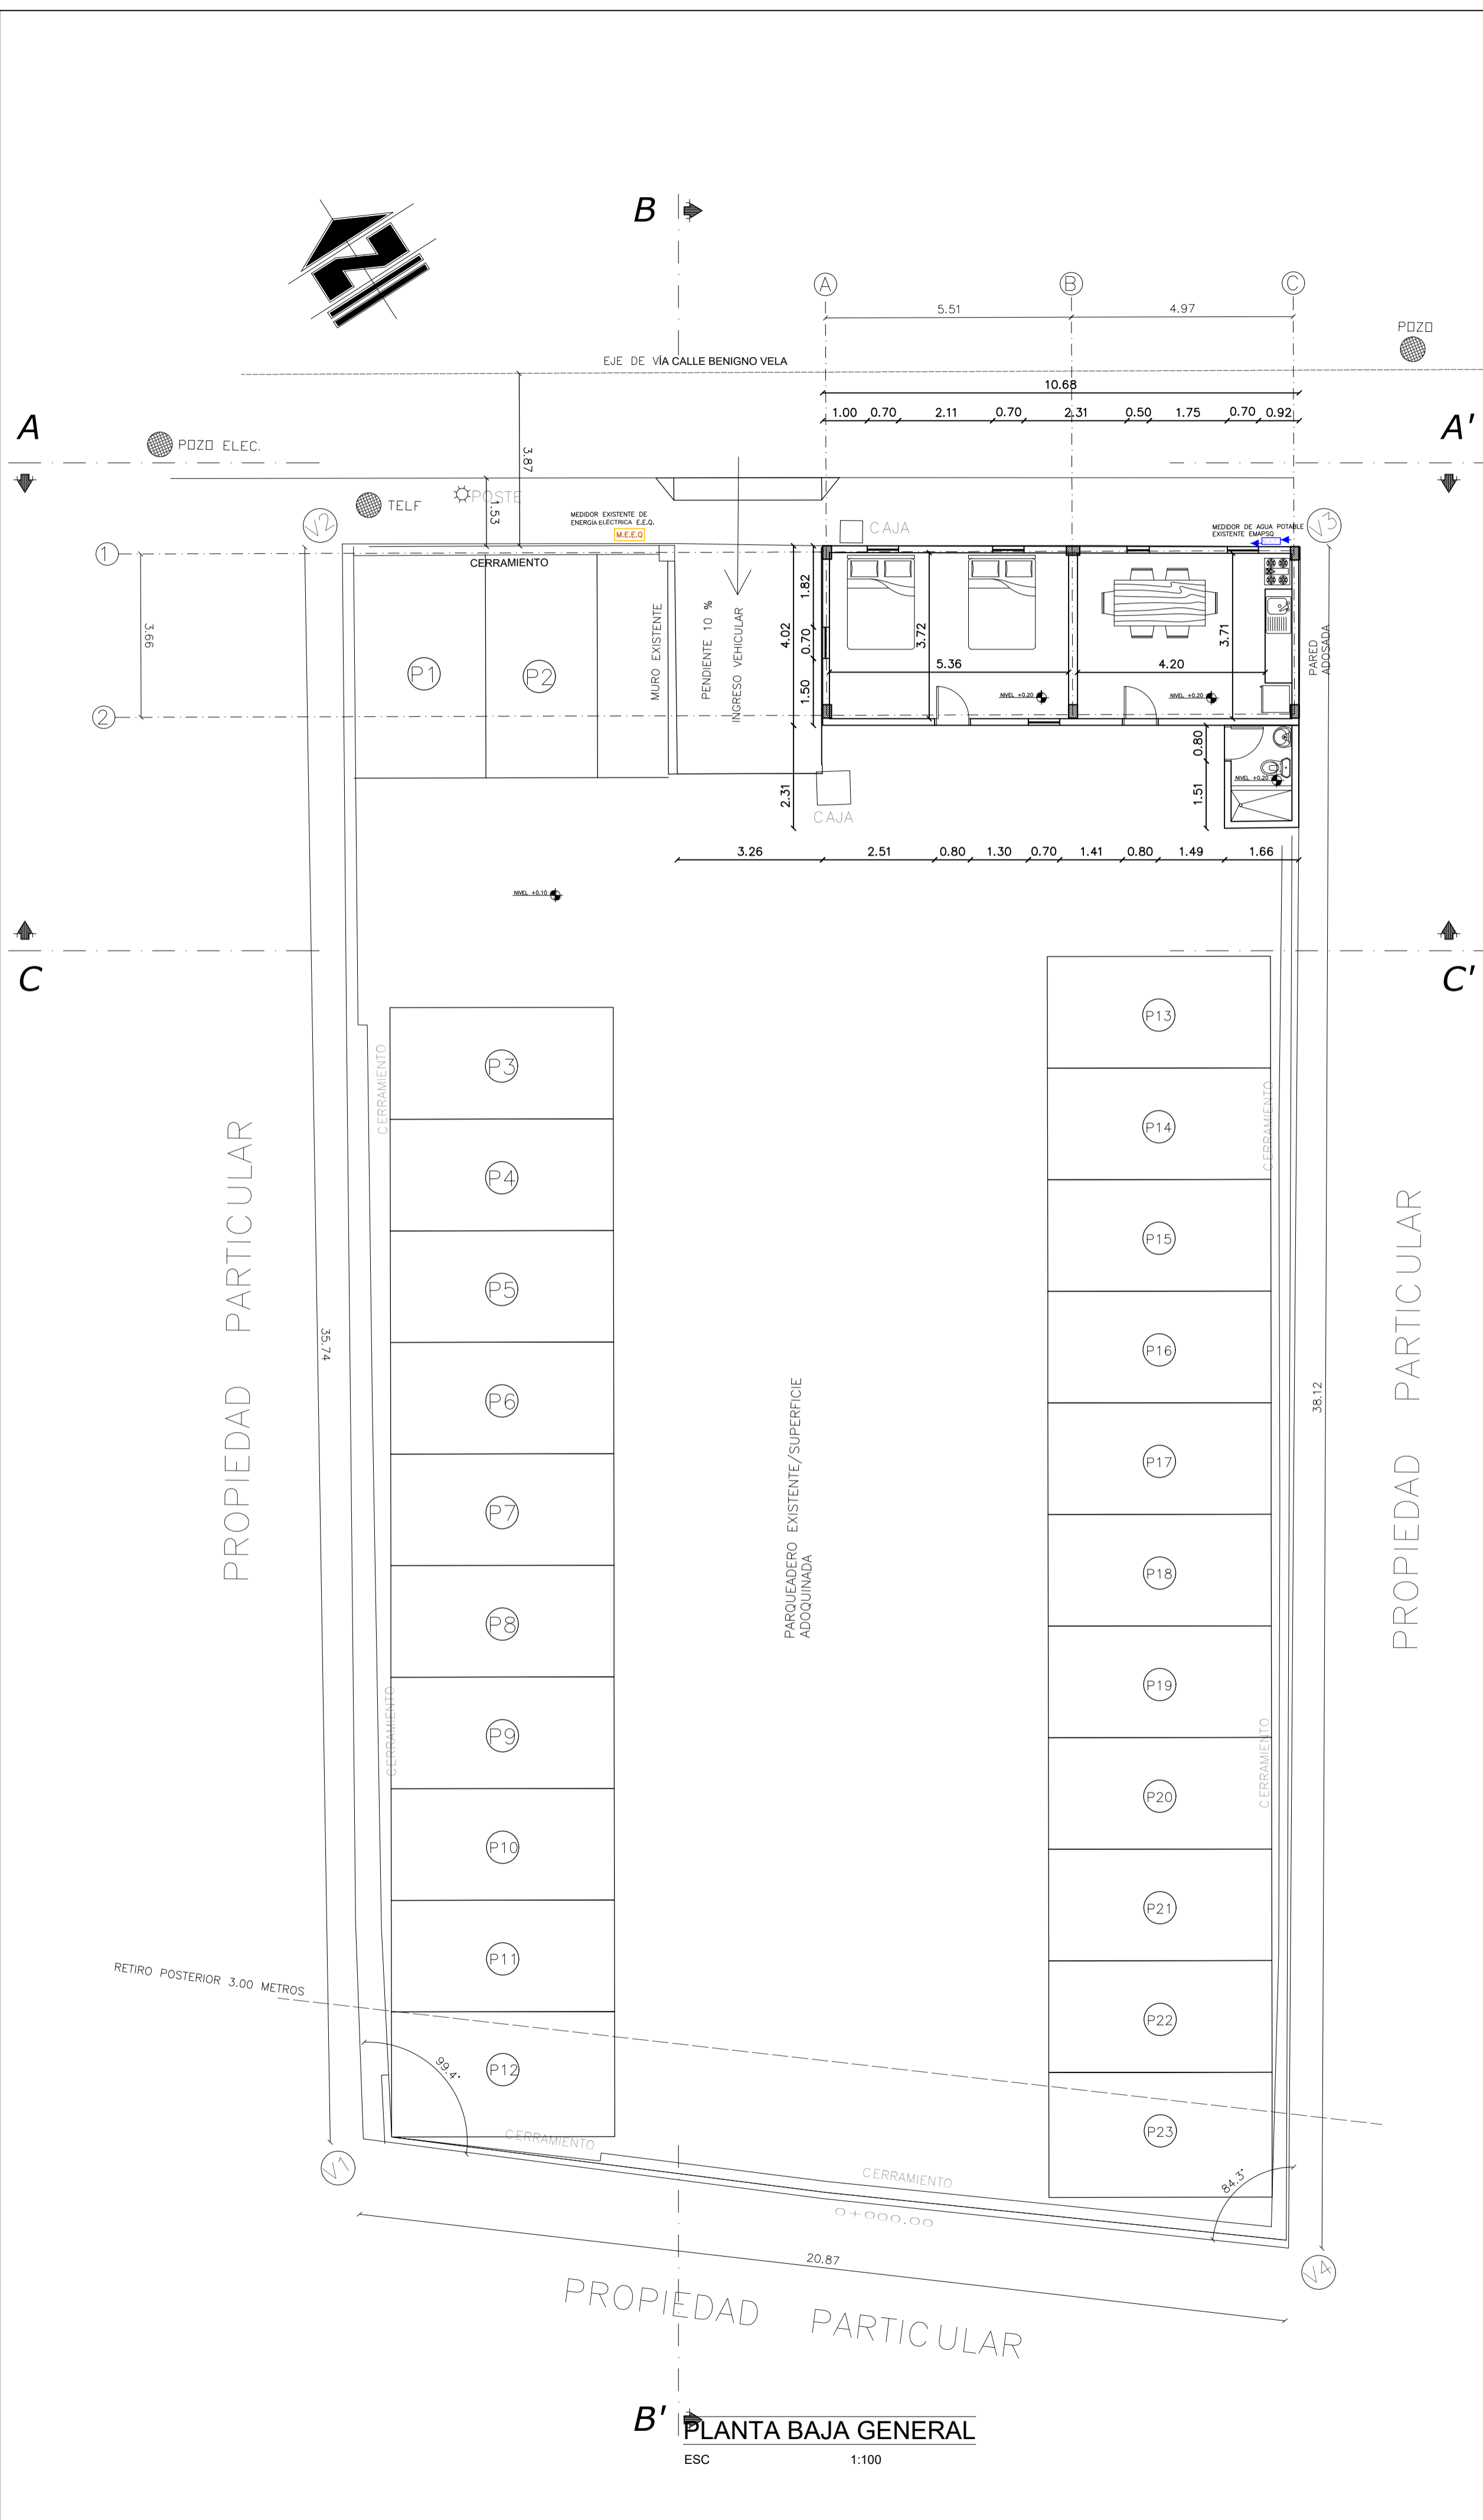 B
A B C
5.51 4.97
POZO
EJE DE VÍA CALLE BENIGNO VELA
10.68
1.00 0.70 2.11 0.70 2.31 0.50 1.75 0.70 0.92
A A'
POZO ELEC.
3.87
TELF
POSTE
1.53
MEDIDOR EXISTENTE DE
ENERGÍA ELÉCTRICA E.E.Q.
M.E.E.Q
CAJA
MEDIDOR DE AGUA POTABLE
EXISTENTE EMAPSQ
V2
V3
1
CERRAMIENTO
3.66
P1
P2
MURO EXISTENTE
PENDIENTE 10 %
INGRESO VEHICULAR
4.02
1.82
0.70
1.50
3.72
5.36
NIVEL +0.20
3.71
4.20
NIVEL +0.20
PARED
ADOSADA
2
2.31
CAJA
0.80
1.51
NIVEL +0.20
3.26 2.51 0.80 1.30 0.70 1.41 0.80 1.49 1.66
NIVEL +0.10
C C'
P3
P4
P5
P6
P7
P8
P9
P10
P11
P12
P13
P14
P15
P16
P17
P18
P19
P20
P21
P22
P23
CERRAMIENTO
CERRAMIENTO
CERRAMIENTO
CERRAMIENTO
PROPIEDAD PARTICULAR
35.74
PARQUEADERO EXISTENTE/SUPERFICIE
ADOQUINADA
38.12
PROPIEDAD PARTICULAR
RETIRO POSTERIOR 3.00 METROS
99.4°
CERRAMIENTO
V1
CERRAMIENTO
84.3°
0+000.00
20.87
V4
PROPIEDAD PARTICULAR
B'
PLANTA BAJA GENERAL
ESC 1:100